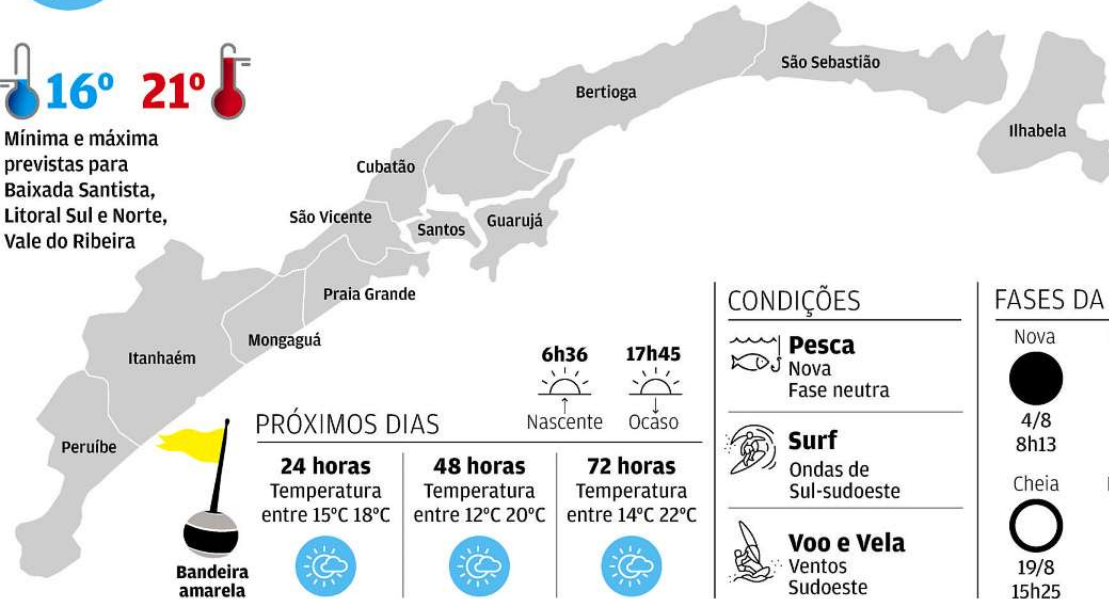 16º 21º
Mínima e máxima
previstas para
Baixada Santista,
Litoral Sul e Norte,
Vale do Ribeira
São Sebastião
Bertioga
Ilhabela
Cubatão
São Vicente
Santos
Guarujá
Praia Grande
Mongaguá
Itanhaém
Peruíbe
Bandeira
amarela
6h36
Nascente
17h45
Ocaso
PRÓXIMOS DIAS
24 horas
Temperatura
entre 15ºC 18ºC
48 horas
Temperatura
entre 12ºC 20ºC
72 horas
Temperatura
entre 14ºC 22ºC
CONDIÇÕES
Pesca
Nova
Fase neutra
Surf
Ondas de
Sul-sudoeste
Voo e Vela
Ventos
Sudoeste
FASES DA
Nova
4/8
8h13
Cheia
19/8
15h25